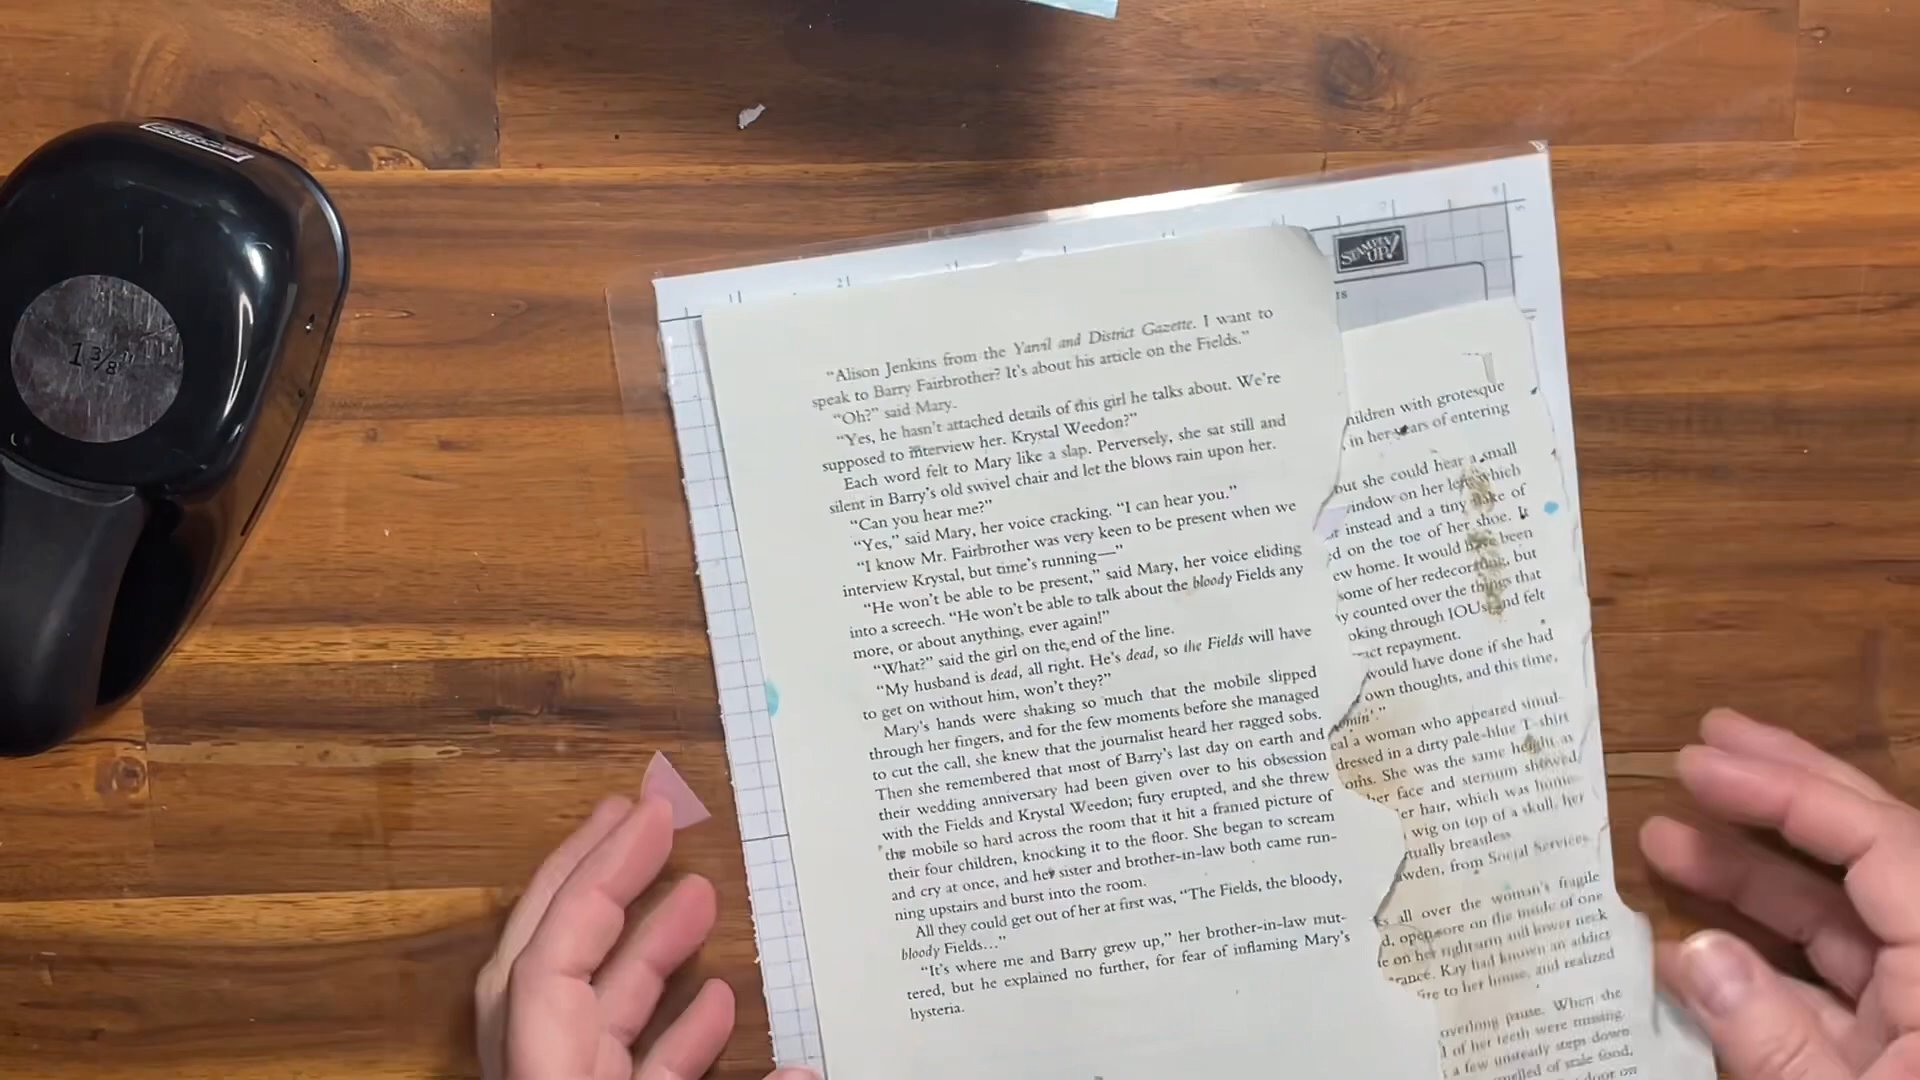 1 3/8"
STAMPIN' UP!
"Alison Jenkins from the Yarvil and District Gazette. I want to
speak to Barry Fairbrother? It's about his article on the Fields."
"Oh?" said Mary.
"Yes, he hasn't attached details of this girl he talks about. We're
supposed to interview her. Krystal Weedon?"
Each word felt to Mary like a slap. Perversely, she sat still and
silent in Barry's old swivel chair and let the blows rain upon her.
"Can you hear me?"
"Yes," said Mary, her voice cracking. "I can hear you."
"I know Mr. Fairbrother was very keen to be present when we
interview Krystal, but time's running—"
"He won't be able to be present," said Mary, her voice eliding
into a screech. "He won't be able to talk about the bloody Fields any
more, or about anything, ever again!"
"What?" said the girl on the end of the line.
"My husband is dead, all right. He's dead, so the Fields will have
to get on without him, won't they?"
Mary's hands were shaking so much that the mobile slipped
through her fingers, and for the few moments before she managed
to cut the call, she knew that the journalist heard her ragged sobs.
Then she remembered that most of Barry's last day on earth and
their wedding anniversary had been given over to his obsession
with the Fields and Krystal Weedon; fury erupted, and she threw
the mobile so hard across the room that it hit a framed picture of
their four children, knocking it to the floor. She began to scream
and cry at once, and her sister and brother-in-law both came run-
ning upstairs and burst into the room.
All they could get out of her at first was, "The Fields, the bloody,
bloody Fields…"
"It's where me and Barry grew up," her brother-in-law mut-
tered, but he explained no further, for fear of inflaming Mary's
hysteria.
hildren with grotesque
, in her years of entering
but she could hear a small
indow on her left which
instead and a tiny flake of
d on the toe of her shoe. It
ew home. It would have been
some of her redecorating, but
y counted over the things that
oking through IOUs and felt
act repayment.
would have done if she had
own thoughts, and this time,
omin'."
eal a woman who appeared simul-
dressed in a dirty pale-blue T-shirt
She was the same height as
her face and sternum showed
er hair, which was home-
wig on top of a skull, her
tually breastless.
awden, from Social Services.
ks all over the woman's fragile
d, open sore on the inside of one
e on her right arm and lower neck
rance. Kay had known an addict
to her house, and realized
overlong pause. When she
of her teeth were missing.
a few unsteady steps down
smelled of stale food,
door on